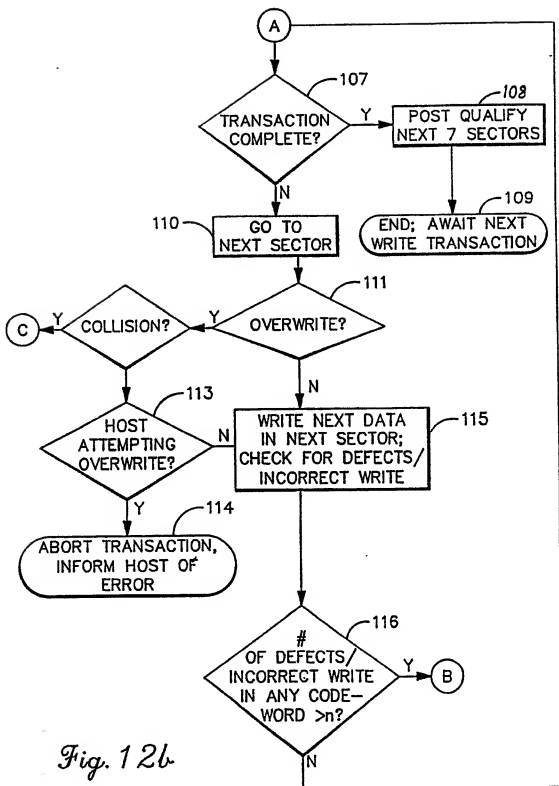 A
107
TRANSACTION
COMPLETE?
Y
108
POST QUALIFY
NEXT 7 SECTORS
N
109
END; AWAIT NEXT
WRITE TRANSACTION
110
GO TO
NEXT SECTOR
111
C
Y
COLLISION?
Y
OVERWRITE?
N
113
HOST
ATTEMPTING
OVERWRITE?
N
WRITE NEXT DATA
IN NEXT SECTOR;
CHECK FOR DEFECTS/
INCORRECT WRITE
115
Y
114
ABORT TRANSACTION,
INFORM HOST OF
ERROR
116
#
OF DEFECTS/
INCORRECT WRITE
IN ANY CODE-
WORD >n?
Y
B
N
Fig. 12b